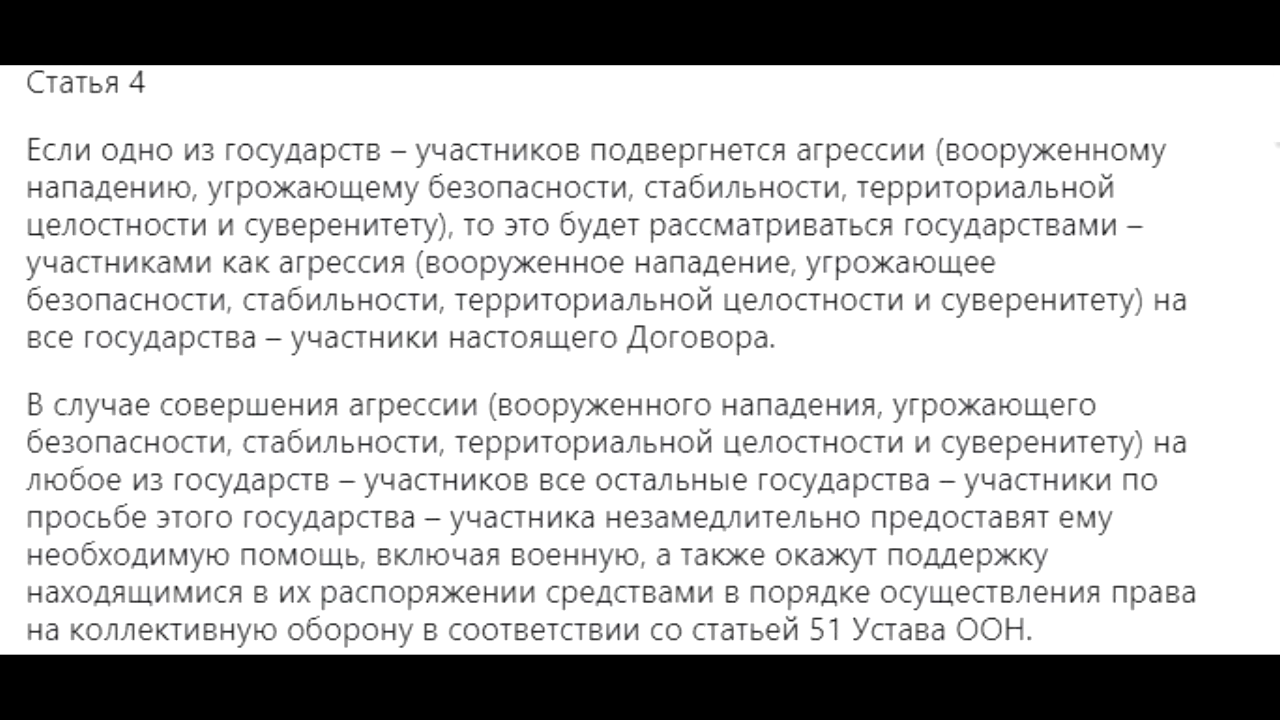 Статья 4
Если одно из государств – участников подвергнется агрессии (вооруженному
нападению, угрожающему безопасности, стабильности, территориальной
целостности и суверенитету), то это будет рассматриваться государствами –
участниками как агрессия (вооруженное нападение, угрожающее
безопасности, стабильности, территориальной целостности и суверенитету) на
все государства – участники настоящего Договора.
В случае совершения агрессии (вооруженного нападения, угрожающего
безопасности, стабильности, территориальной целостности и суверенитету) на
любое из государств – участников все остальные государства – участники по
просьбе этого государства – участника незамедлительно предоставят ему
необходимую помощь, включая военную, а также окажут поддержку
находящимися в их распоряжении средствами в порядке осуществления права
на коллективную оборону в соответствии со статьей 51 Устава ООН.